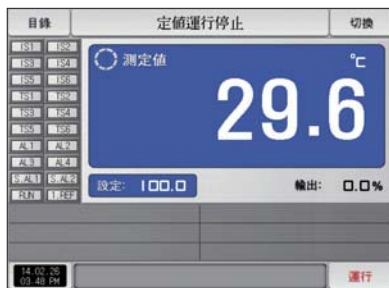 目錄 定値運行停止 切換
IS1 IS2
IS3 IS4
IS5 IS6
TS1 TS2
TS3 TS4
TS5 TS6
AL1 AL2
AL3 AL4
S.AL1 S.AL2
RUN 1.REF
測定値 ℃
29.6
設定: 100.0 輸出: 0.0%
14.02.26
03:48 PM
運行